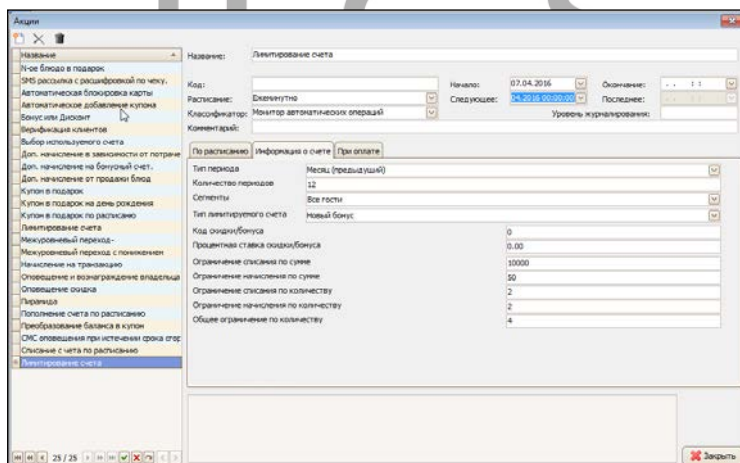 Акции
Название
N-ое блюдо в подарок
SMS рассылка с расшифровкой по чеку.
Автоматическая блокировка карты
Автоматическое добавление купона
Бонус или Дисконт
Верификация клиентов
Выбор используемого счета
Доп. начисление в зависимости от потраче
Доп. начисление на бонусный счет.
Доп. начисление от продажи блюд
Купон в подарок
Купон в подарок на день рождения
Купон в подарок по расписанию
Лимитирование счета
Межуровневый переход-
Межуровневый переход с понижением
Начисление на транзакцию
Оповещение и вознаграждение владельца
Оповещение скидка
Пирамида
Пополнение счета по расписанию
Преобразование баланса в купон
СМС оповещения при истечении срока сгор
Списание с чета по расписанию
Лимитирование счета
25 / 25
Название: Лимитирование счета
Код: Начало: 07.04.2016 Окончание: . . : :
Расписание: Ежеминутно Следующее: 04.2016 00:00:00 Последнее: . . : :
Классификатор: Монитор автоматических операций Уровень журналирования:
Комментарий:
По расписанию Информация о счете При оплате
Тип периода Месяц (предыдущий)
Количество периодов 12
Сегменты Все гости
Тип лимитируемого счета Новый бонус
Код скидки/бонуса 0
Процентная ставка скидки/бонуса 0.00
Ограничение списания по сумме 10000
Ограничение начисления по сумме 50
Ограничение списания по количеству 2
Ограничение начисления по количеству 2
Общее ограничение по количеству 4
Закрыть